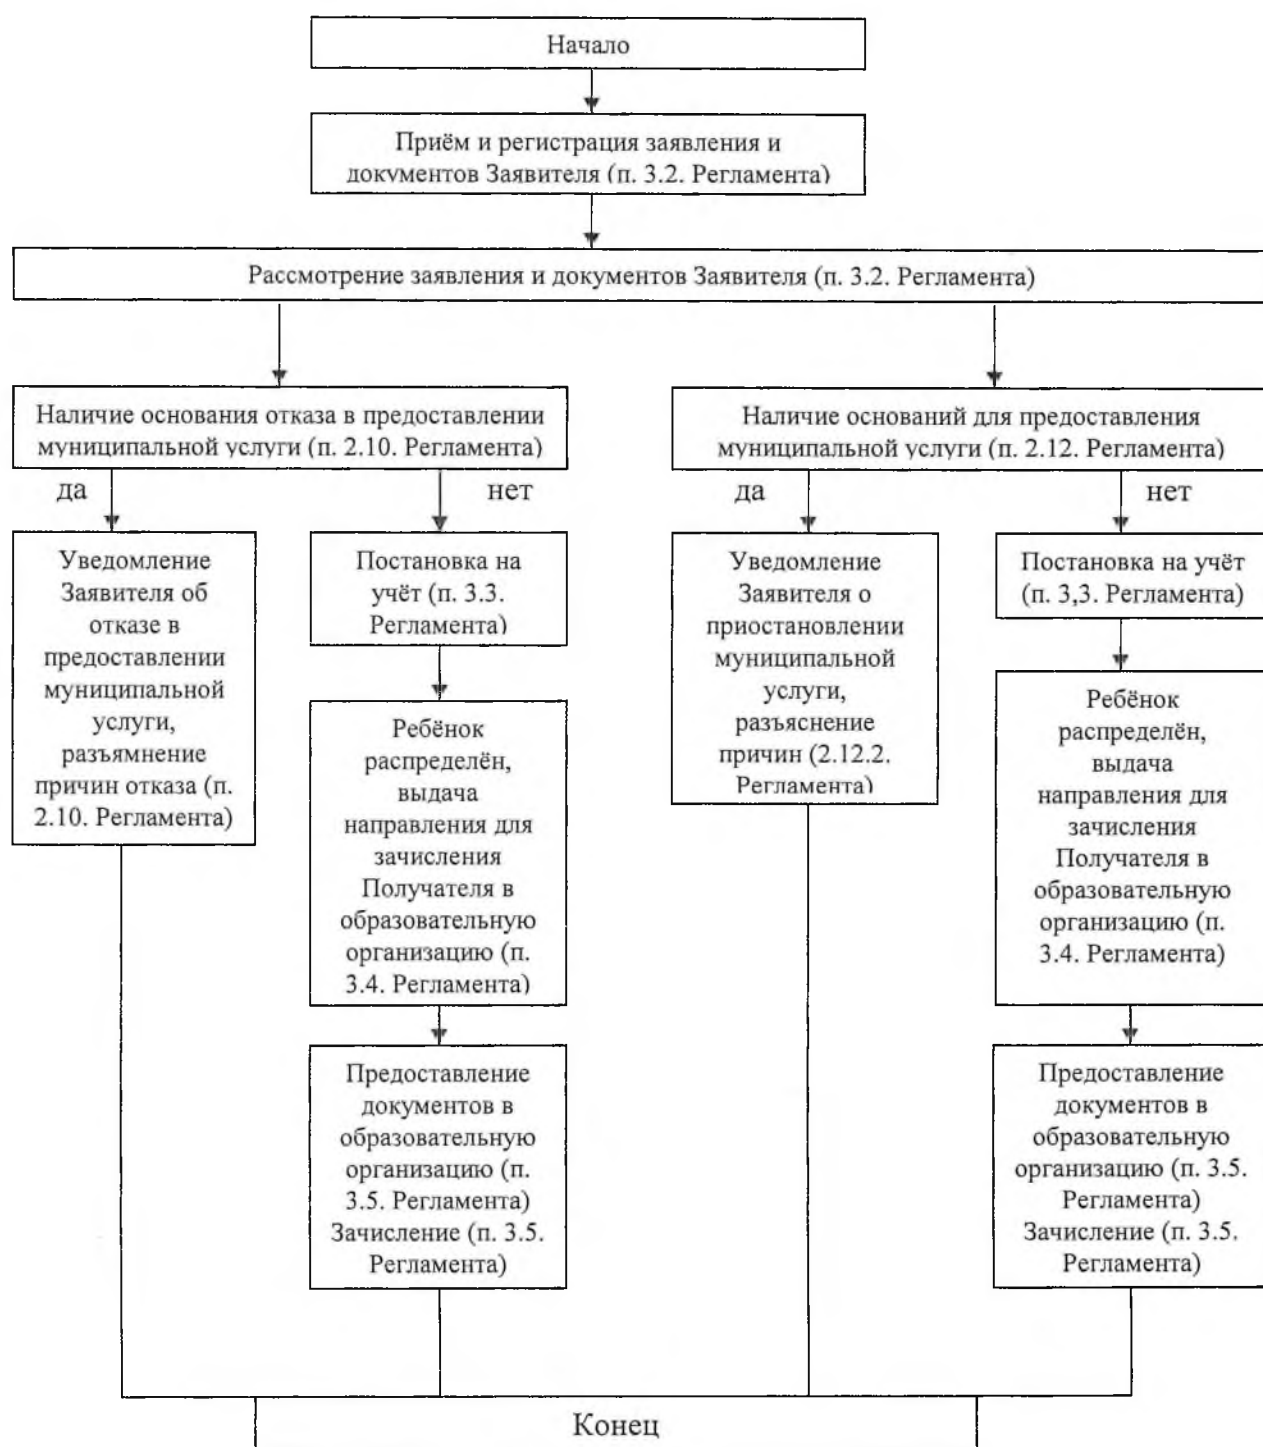 Начало
Приём и регистрация заявления и
документов Заявителя (п. 3.2. Регламента)
Рассмотрение заявления и документов Заявителя (п. 3.2. Регламента)
Наличие основания отказа в предоставлении
муниципальной услуги (п. 2.10. Регламента)
да
нет
Уведомление
Заявителя об
отказе в
предоставлении
муниципальной
услуги,
разъямнение
причин отказа (п.
2.10. Регламента)
Постановка на
учёт (п. 3.3.
Регламента)
Ребёнок
распределён,
выдача
направления для
зачисления
Получателя в
образовательную
организацию (п.
3.4. Регламента)
Предоставление
документов в
образовательную
организацию (п.
3.5. Регламента)
Зачисление (п. 3.5.
Регламента)
Наличие оснований для предоставления
муниципальной услуги (п. 2.12. Регламента)
да
нет
Уведомление
Заявителя о
приостановлении
муниципальной
услуги,
разъяснение
причин (2.12.2.
Регламента)
Постановка на учёт
(п. 3,3. Регламента)
Ребёнок
распределён,
выдача
направления для
зачисления
Получателя в
образовательную
организацию (п.
3.4. Регламента)
Предоставление
документов в
образовательную
организацию (п. 3.5.
Регламента)
Зачисление (п. 3.5.
Регламента)
Конец